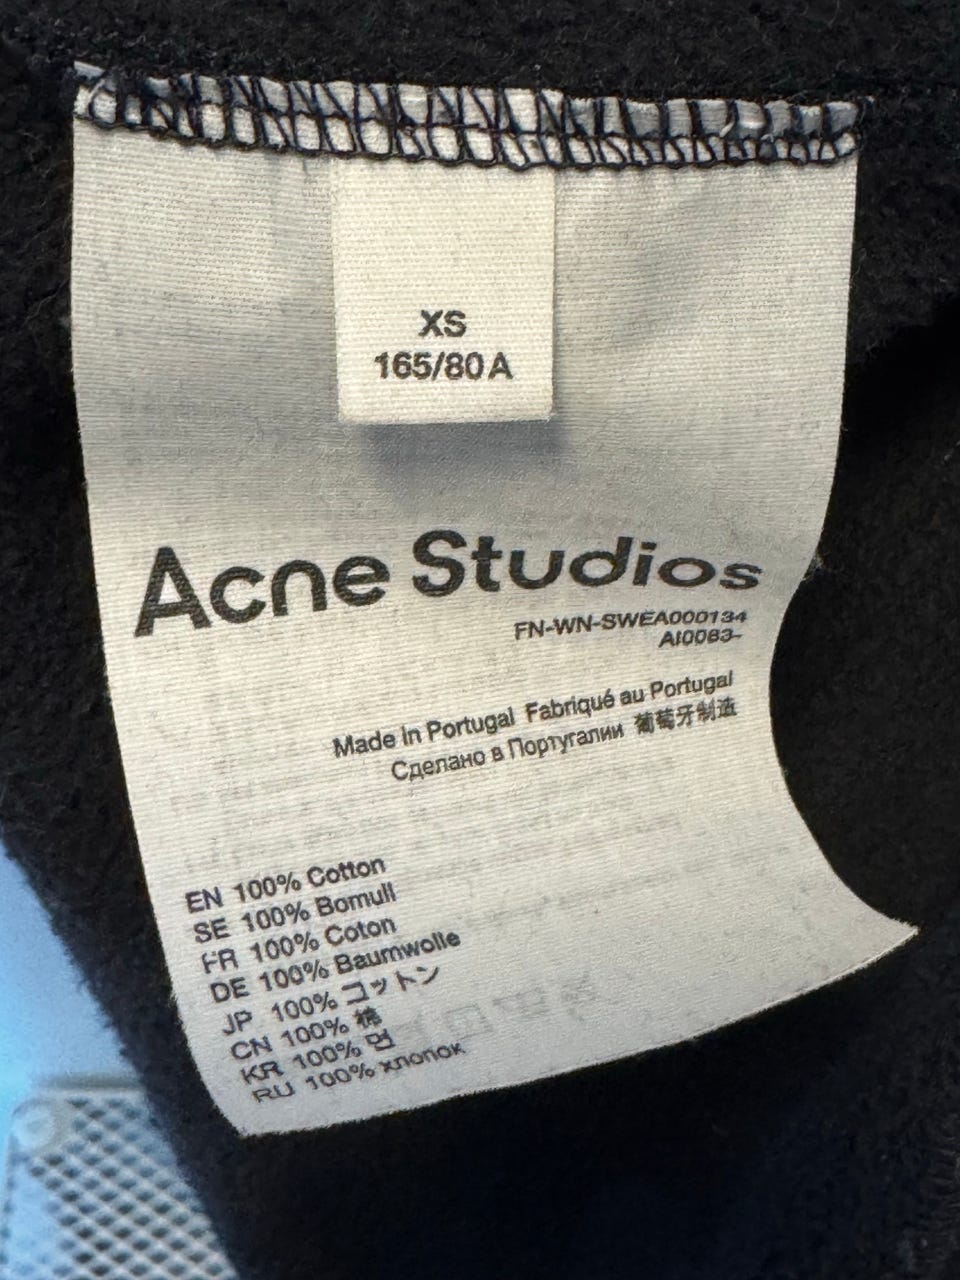 XS
165/80 A
Acne Studios
FN-WN-SWEA000134
AI0083-
Made in Portugal Fabriqué au Portugal
Сделано в Португалии 葡萄牙制造
EN 100% Cotton
SE 100% Bomull
FR 100% Coton
DE 100% Baumwolle
JP 100% コットン
CN 100% 棉
KR 100% 면
RU 100% хлопок